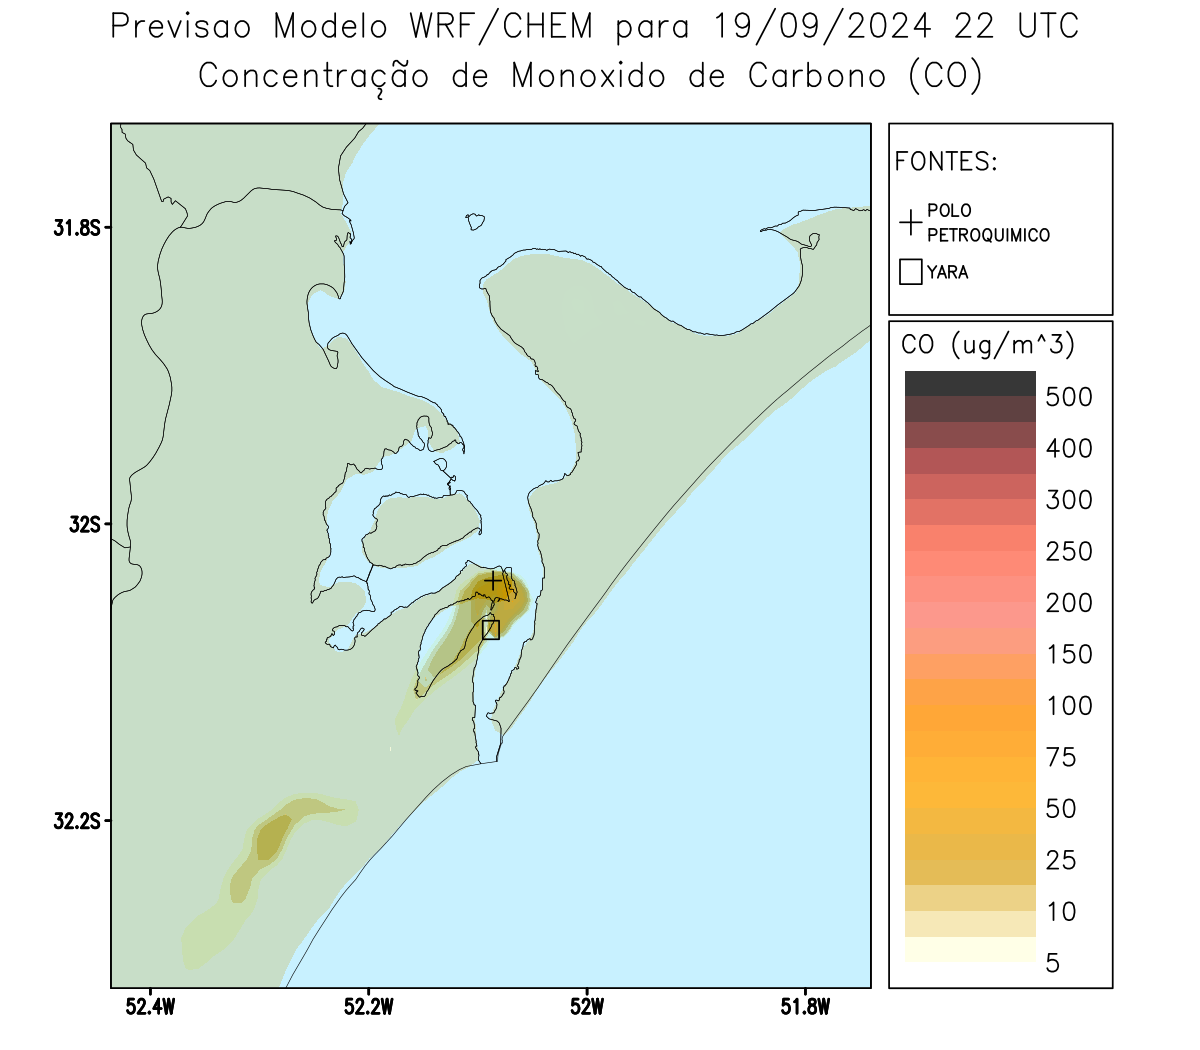 Previsao Modelo WRF/CHEM para 19/09/2024 22 UTC
Concentração de Monoxido de Carbono (CO)
FONTES:
POLO
PETROQUIMICO
YARA
CO (ug/m^3)
500
400
300
250
200
150
100
75
50
25
10
5
31.8S
32S
32.2S
52.4W
52.2W
52W
51.8W